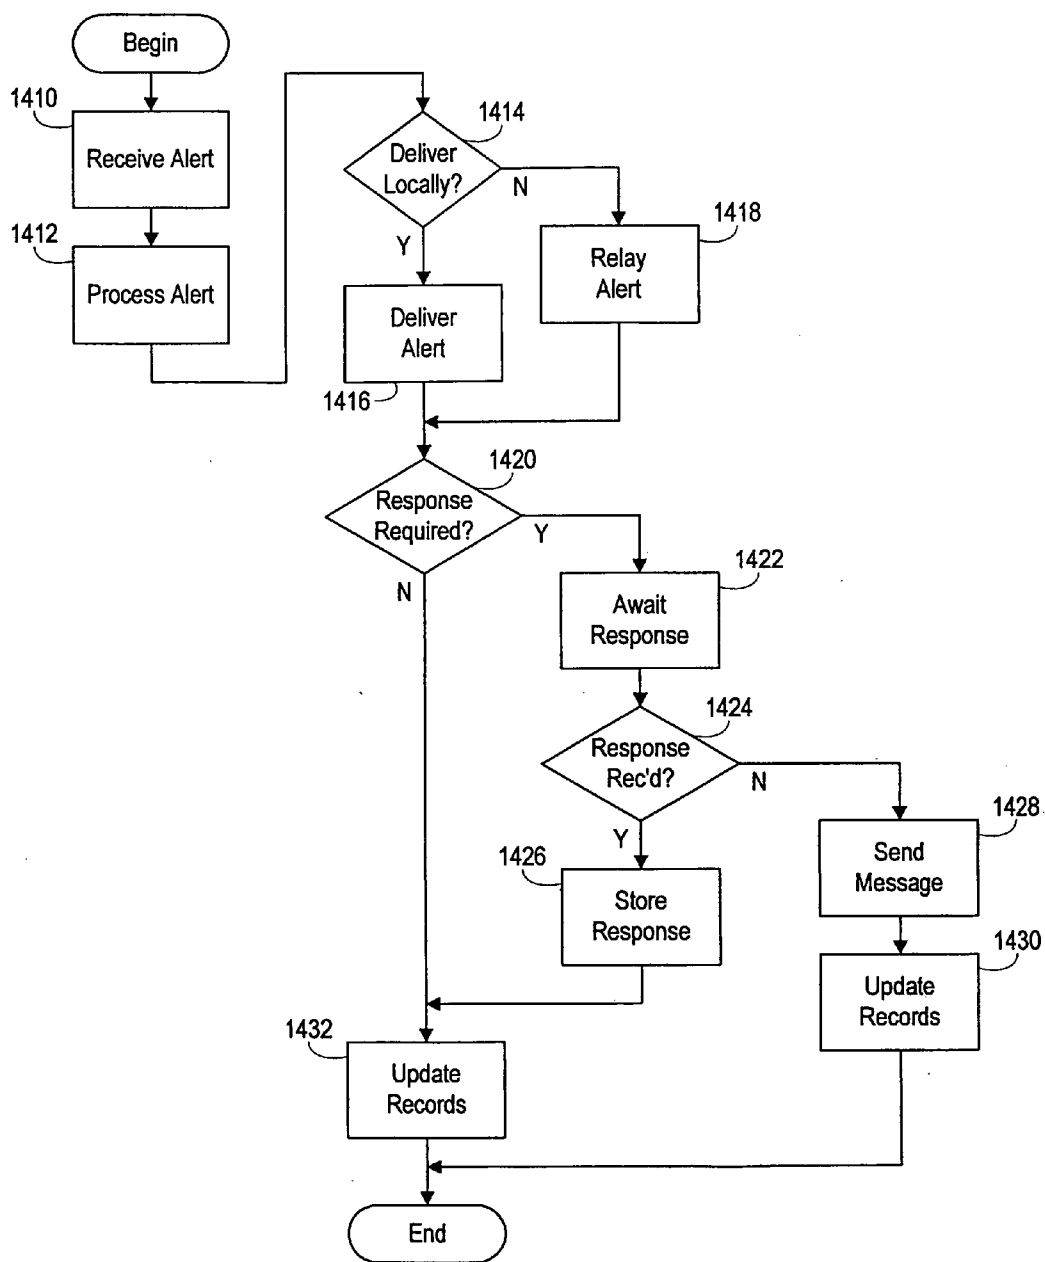 Begin
1410
Receive Alert
1412
Process Alert
1414
Deliver
Locally?
N
Y
1418
Relay
Alert
Deliver
Alert
1416
1420
Response
Required?
Y
N
1422
Await
Response
1424
Response
Rec'd?
N
Y
1426
Store
Response
1428
Send
Message
1430
Update
Records
1432
Update
Records
End